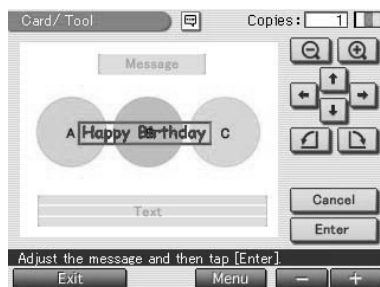 Card/Tool Copies: 1
Message
A Happy Birthday C
Text
Cancel
Enter
Adjust the message and then tap [Enter].
Exit Menu − +